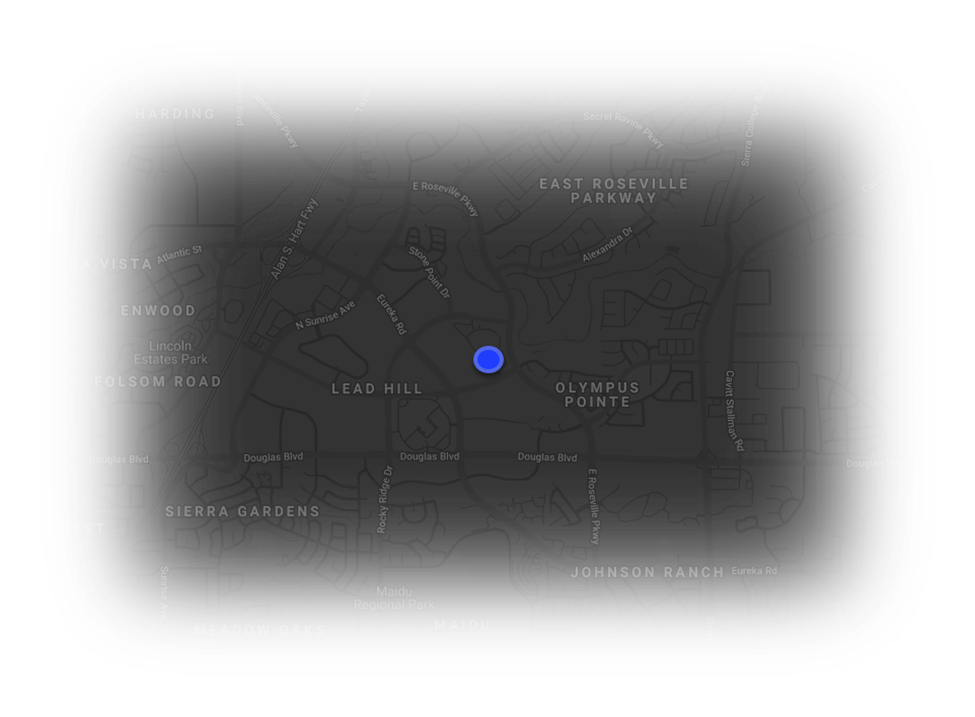 HARDING
Blvd
Pkwy
Secret Ravine Pkwy
Sierra College
E Roseville Pkwy
EAST ROSEVILLE
PARKWAY
Alan S. Hart Fwy
Atlantic St
VISTA
Stone Point Dr
Alexandra Dr
ENWOOD
N Sunrise Ave
Eureka Rd
Lincoln
Estates Park
FOLSOM ROAD
LEAD HILL
OLYMPUS
POINTE
Cavitt Stallman Rd
Douglas Blvd
Douglas Blvd
Douglas Blvd
Douglas Blvd
Douglas
Rocky Ridge Dr
E Roseville Pkwy
SIERRA GARDENS
JOHNSON RANCH
Eureka Rd
Sunrise Ave
Maidu
Regional Park
MEADOW OAKS
MAIDU